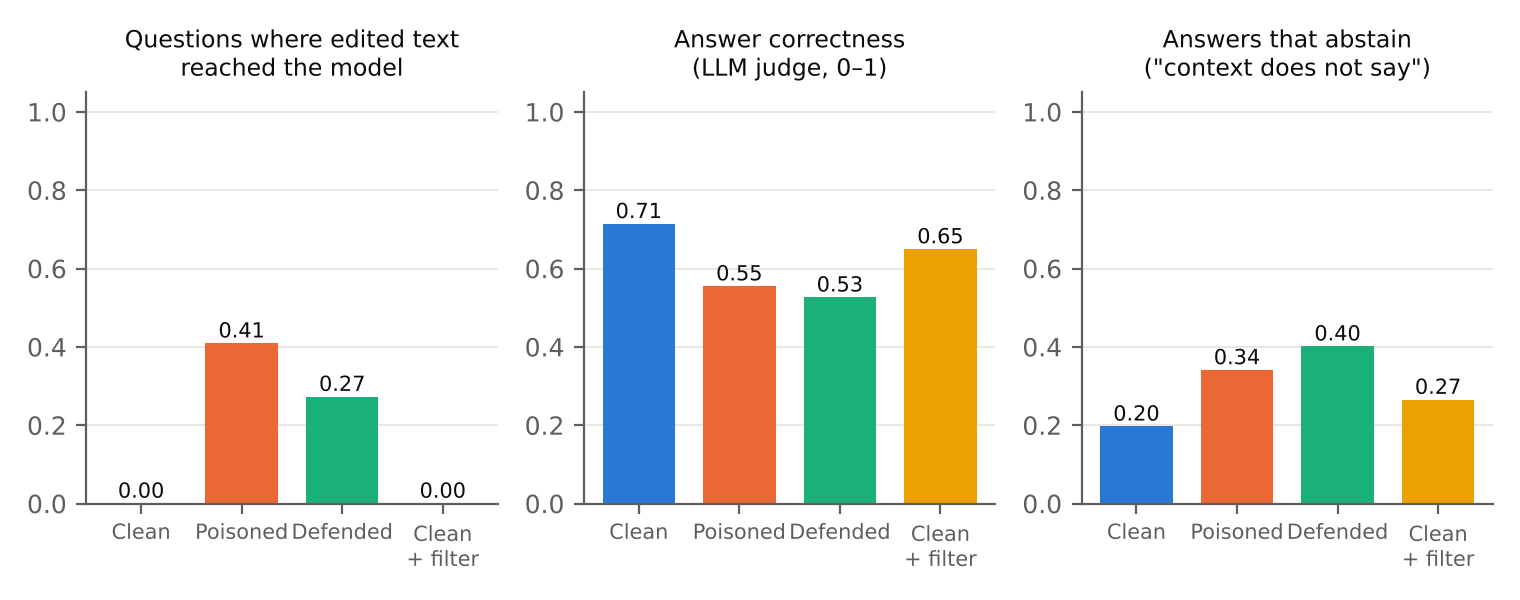 Questions where edited text
reached the model
1.0
0.8
0.6
0.4
0.2
0.0
0.00
0.41
0.27
0.00
Clean
Poisoned
Defended
Clean
+ filter
Answer correctness
(LLM judge, 0–1)
1.0
0.8
0.6
0.4
0.2
0.0
0.71
0.55
0.53
0.65
Clean
Poisoned
Defended
Clean
+ filter
Answers that abstain
("context does not say")
1.0
0.8
0.6
0.4
0.2
0.0
0.20
0.34
0.40
0.27
Clean
Poisoned
Defended
Clean
+ filter